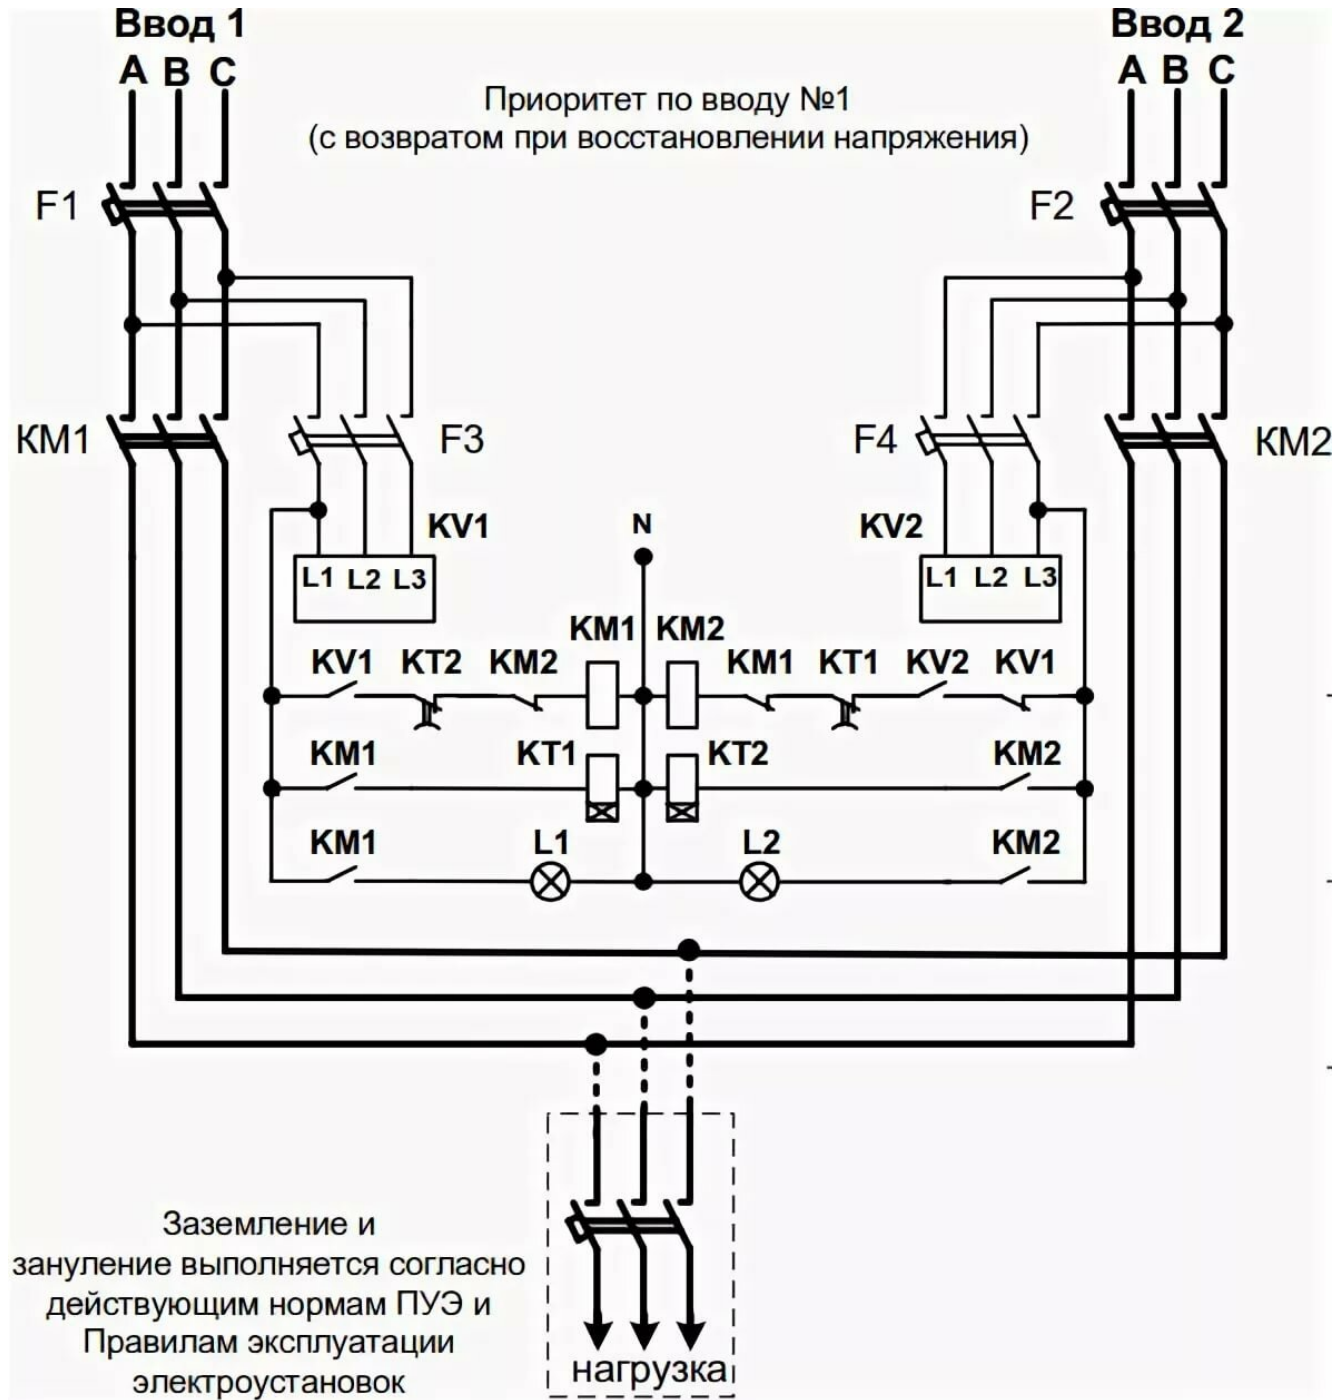 Ввод 1
Ввод 2
A B C
A B C
Приоритет по вводу №1
(с возвратом при восстановлении напряжения)
F1
F2
КМ1
F3
F4
КМ2
KV1
N
KV2
L1 L2 L3
L1 L2 L3
KM1 KM2
KV1 KT2 KM2
KM1 KT1 KV2 KV1
KM1 KT1 KT2 KM2
KM1 L1 L2 KM2
Заземление и
зануление выполняется согласно
действующим нормам ПУЭ и
Правилам эксплуатации
электроустановок
нагрузка